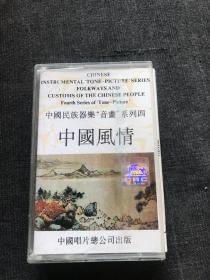 CHINESE
INSTRUMENTAL "TONE-PICTURE" SERIES
FOLKWAYS AND
CUSTOMS OF THE CHINESE PEOPLE
Fourth Series of "Tone-Picture"
中國民族器樂“音畫”系列四
中國風情
中國唱片總公司出版